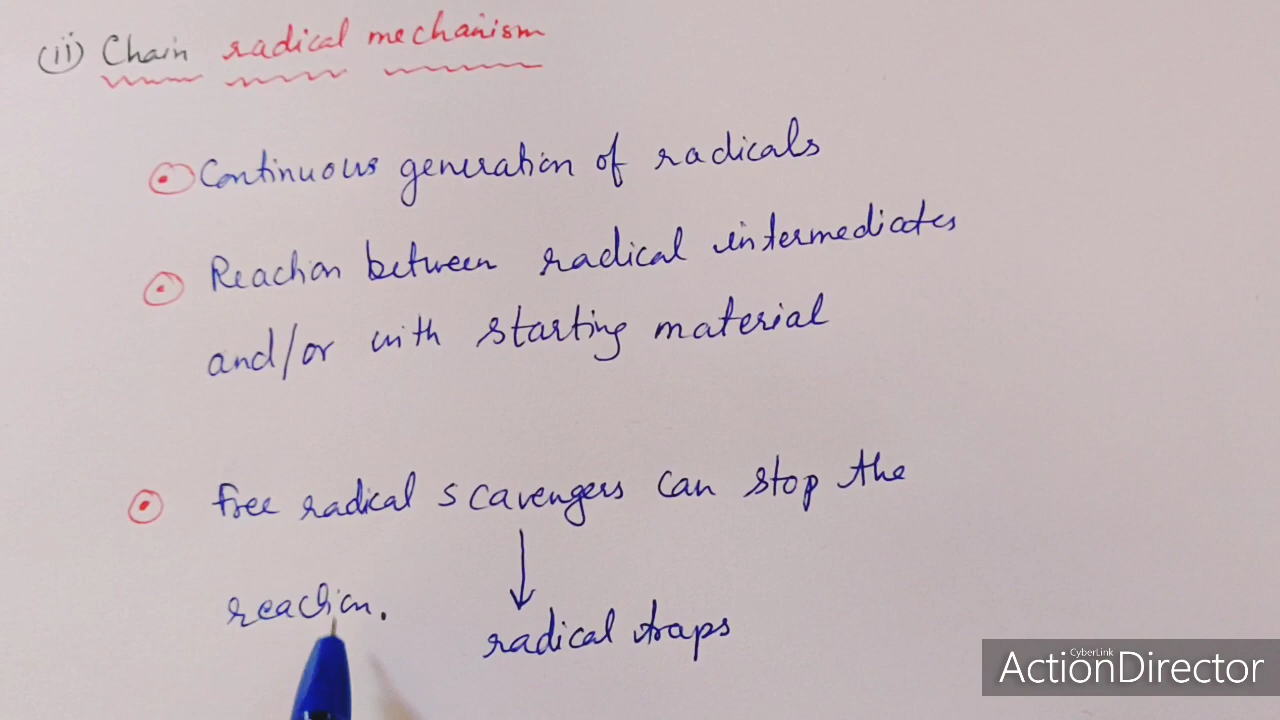 (ii) Chain radical mechanism
Continuous generation of radicals
Reaction between radical intermediates
and/or with starting material
free radical scavengers can stop the
reaction.
radical traps
CyberLink
ActionDirector